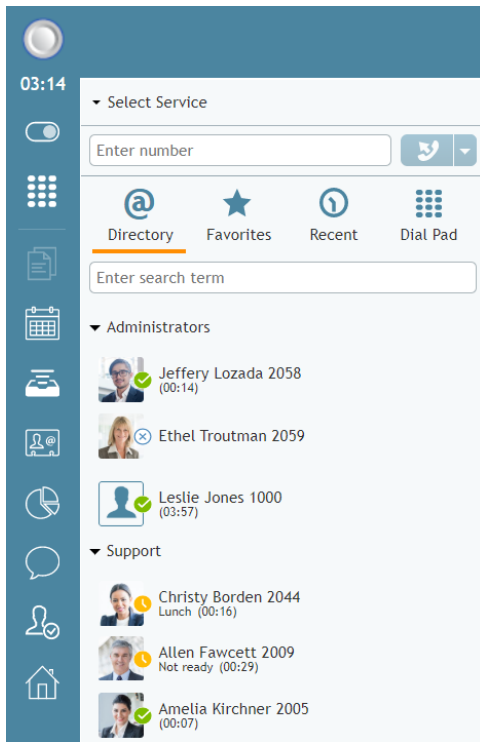 03:14
Select Service
Enter number
Directory Favorites Recent Dial Pad
Enter search term
Administrators
Jeffery Lozada 2058
(00:14)
Ethel Troutman 2059
Leslie Jones 1000
(03:57)
Support
Christy Borden 2044
Lunch (00:16)
Allen Fawcett 2009
Not ready (00:29)
Amelia Kirchner 2005
(00:07)